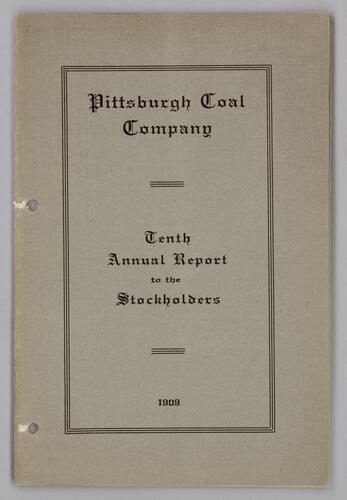 Pittsburgh Coal
Company
Tenth
Annual Report
to the
Stockholders
1909